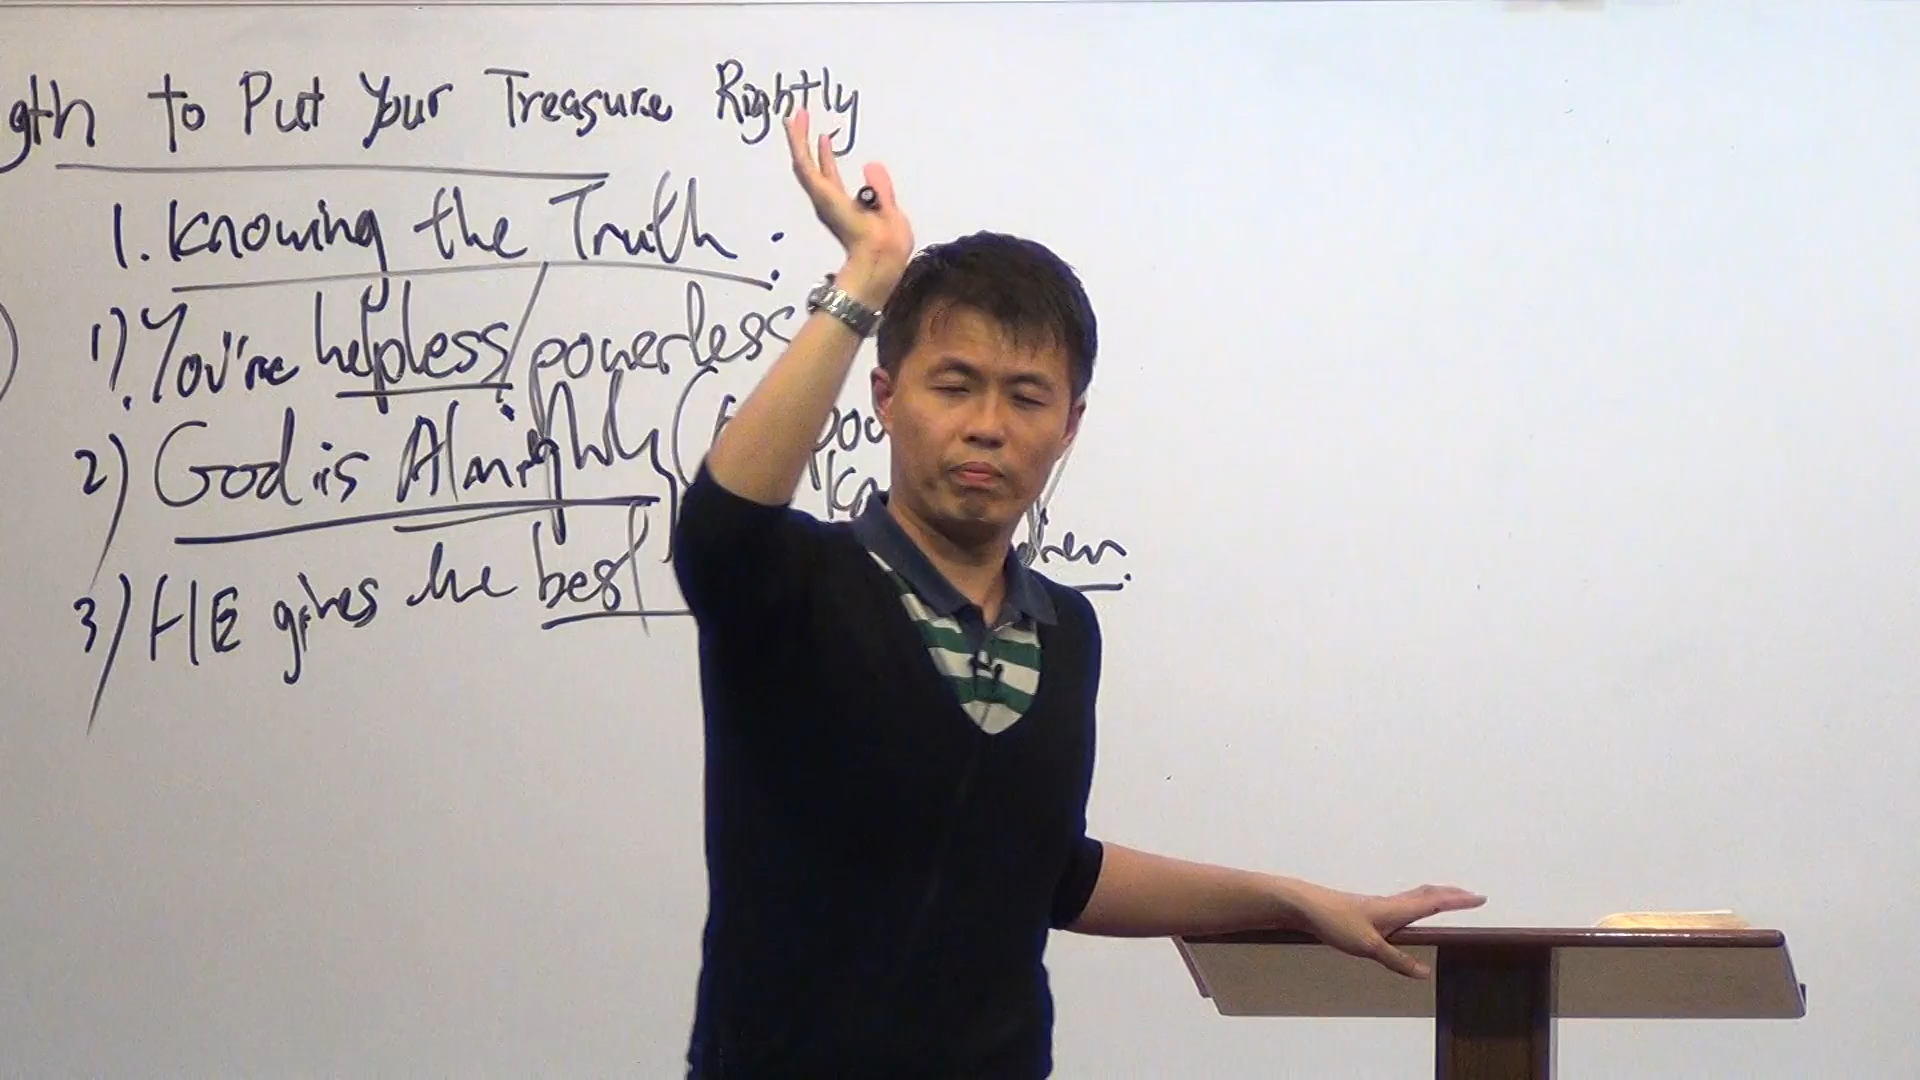 gth to Put Your Treasure Rightly
1. Knowing the Truth :
1) You're helpless/powerless
2) God is Almighty (
3) HE gives the best